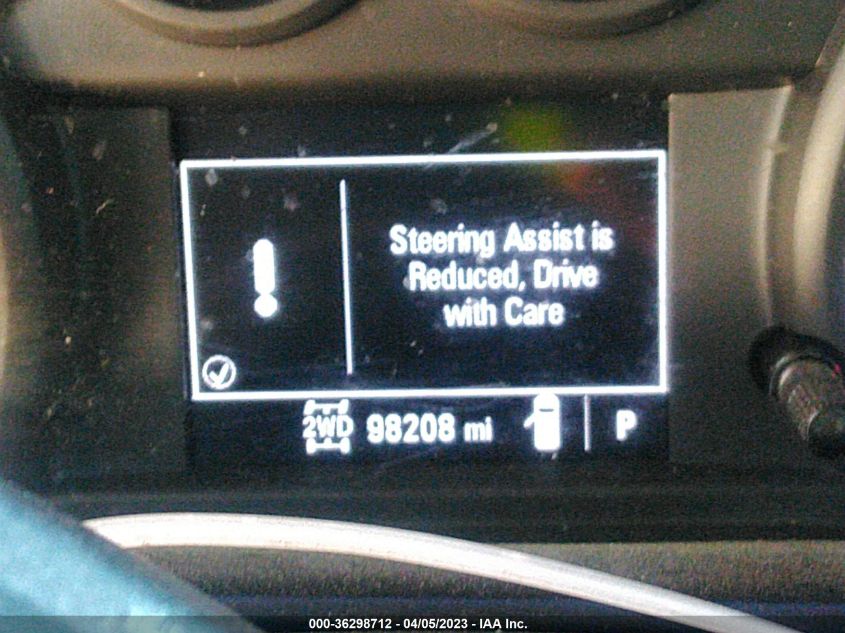 Steering Assist is
Reduced, Drive
with Care
2WD 98208 mi P
000-36298712 - 04/05/2023 - IAA Inc.